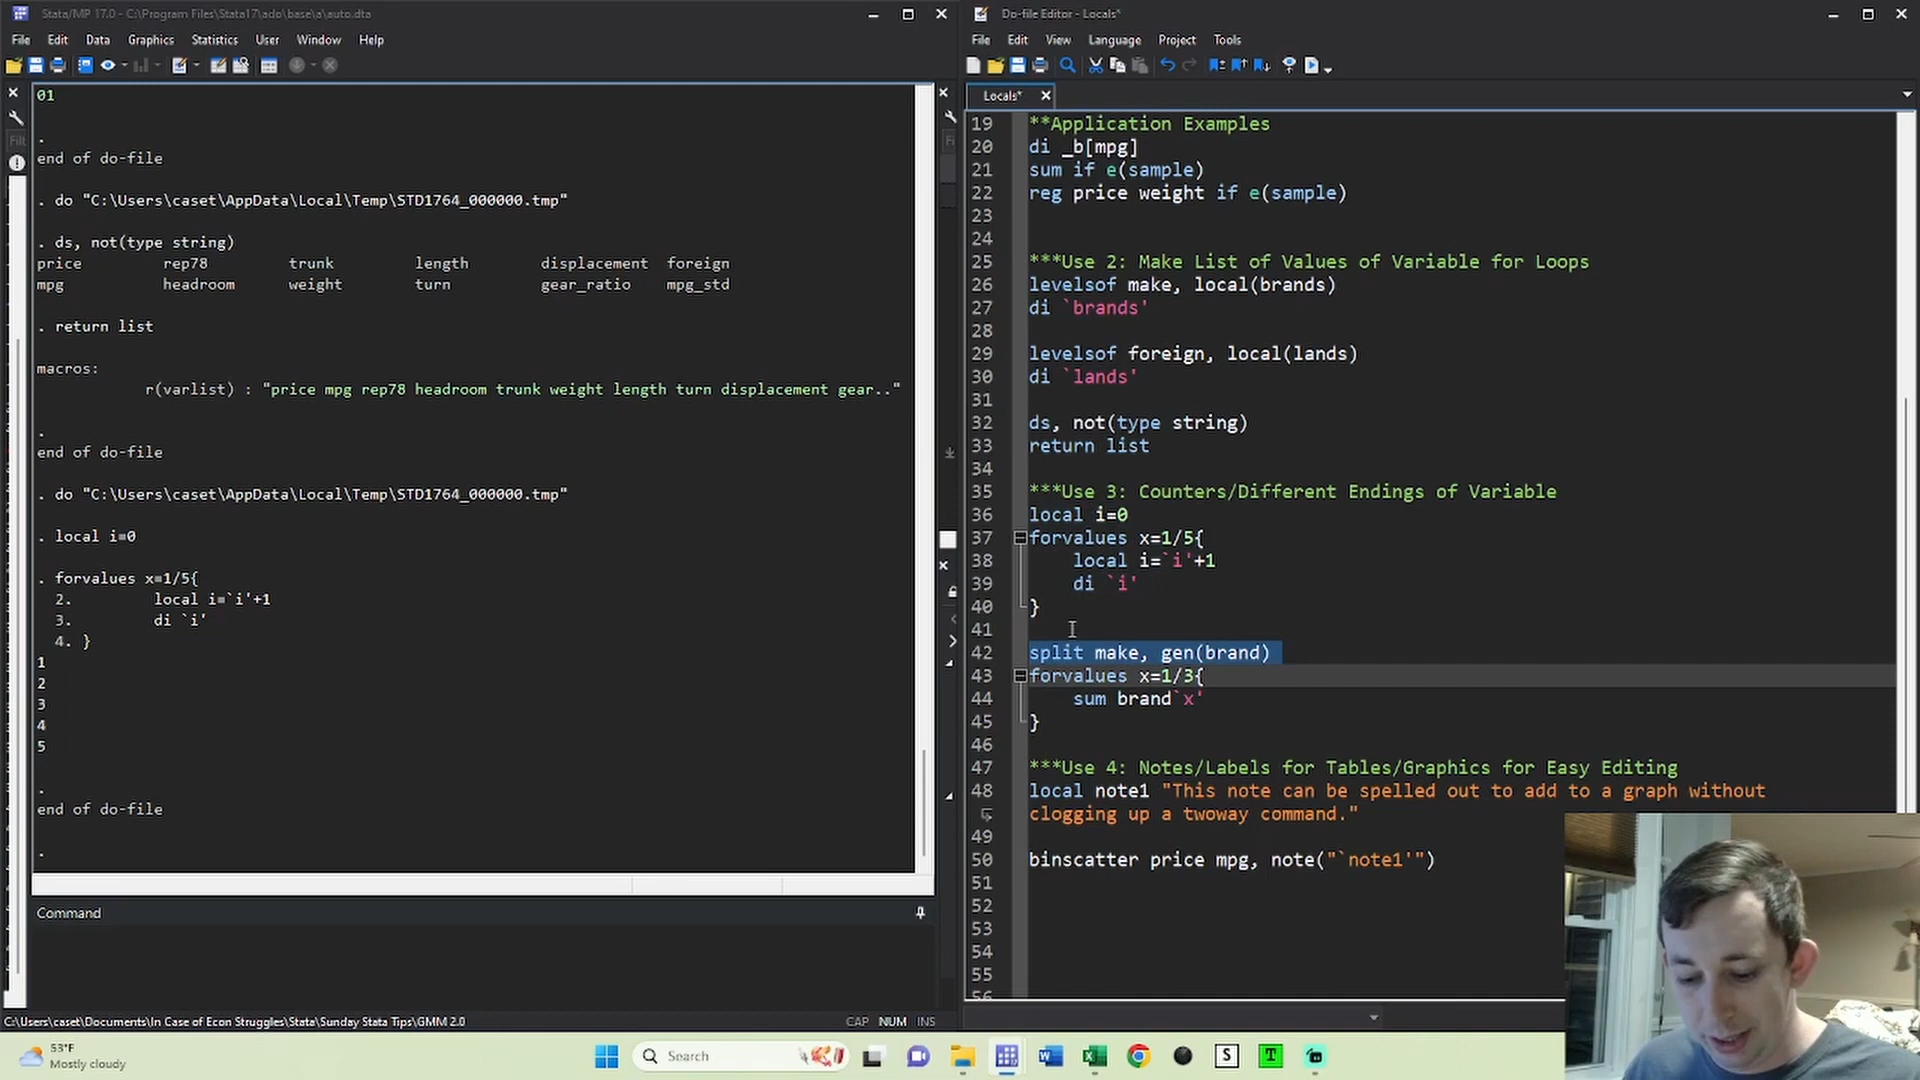 Stata/MP 17.0 - C:\Program Files\Stata17\ado\base\a\auto.dta
File Edit Data Graphics Statistics User Window Help
01
.
end of do-file
. do "C:\Users\caset\AppData\Local\Temp\STD1764_000000.tmp"
. ds, not(type string)
price rep78 trunk length displacement foreign
mpg headroom weight turn gear_ratio mpg_std
. return list
macros:
r(varlist) : "price mpg rep78 headroom trunk weight length turn displacement gear.."
.
end of do-file
. do "C:\Users\caset\AppData\Local\Temp\STD1764_000000.tmp"
. local i=0
. forvalues x=1/5{
2. local i=`i'+1
3. di `i'
4. }
1
2
3
4
5
.
end of do-file
.
Command
C:\Users\caset\Documents\In Case of Econ Struggles\Stata\Sunday Stata Tips\GMM 2.0
CAP NUM INS
Do-file Editor - Locals*
File Edit View Language Project Tools
Locals*
19 **Application Examples
20 di _b[mpg]
21 sum if e(sample)
22 reg price weight if e(sample)
23
24
25 ***Use 2: Make List of Values of Variable for Loops
26 levelsof make, local(brands)
27 di `brands'
28
29 levelsof foreign, local(lands)
30 di `lands'
31
32 ds, not(type string)
33 return list
34
35 ***Use 3: Counters/Different Endings of Variable
36 local i=0
37 forvalues x=1/5{
38 local i=`i'+1
39 di `i'
40 }
41
42 split make, gen(brand)
43 forvalues x=1/3{
44 sum brand`x'
45 }
46
47 ***Use 4: Notes/Labels for Tables/Graphics for Easy Editing
48 local note1 "This note can be spelled out to add to a graph without
clogging up a twoway command."
49
50 binscatter price mpg, note("`note1'")
51
52
53
54
55
56
53°F
Mostly cloudy
Search
S
T